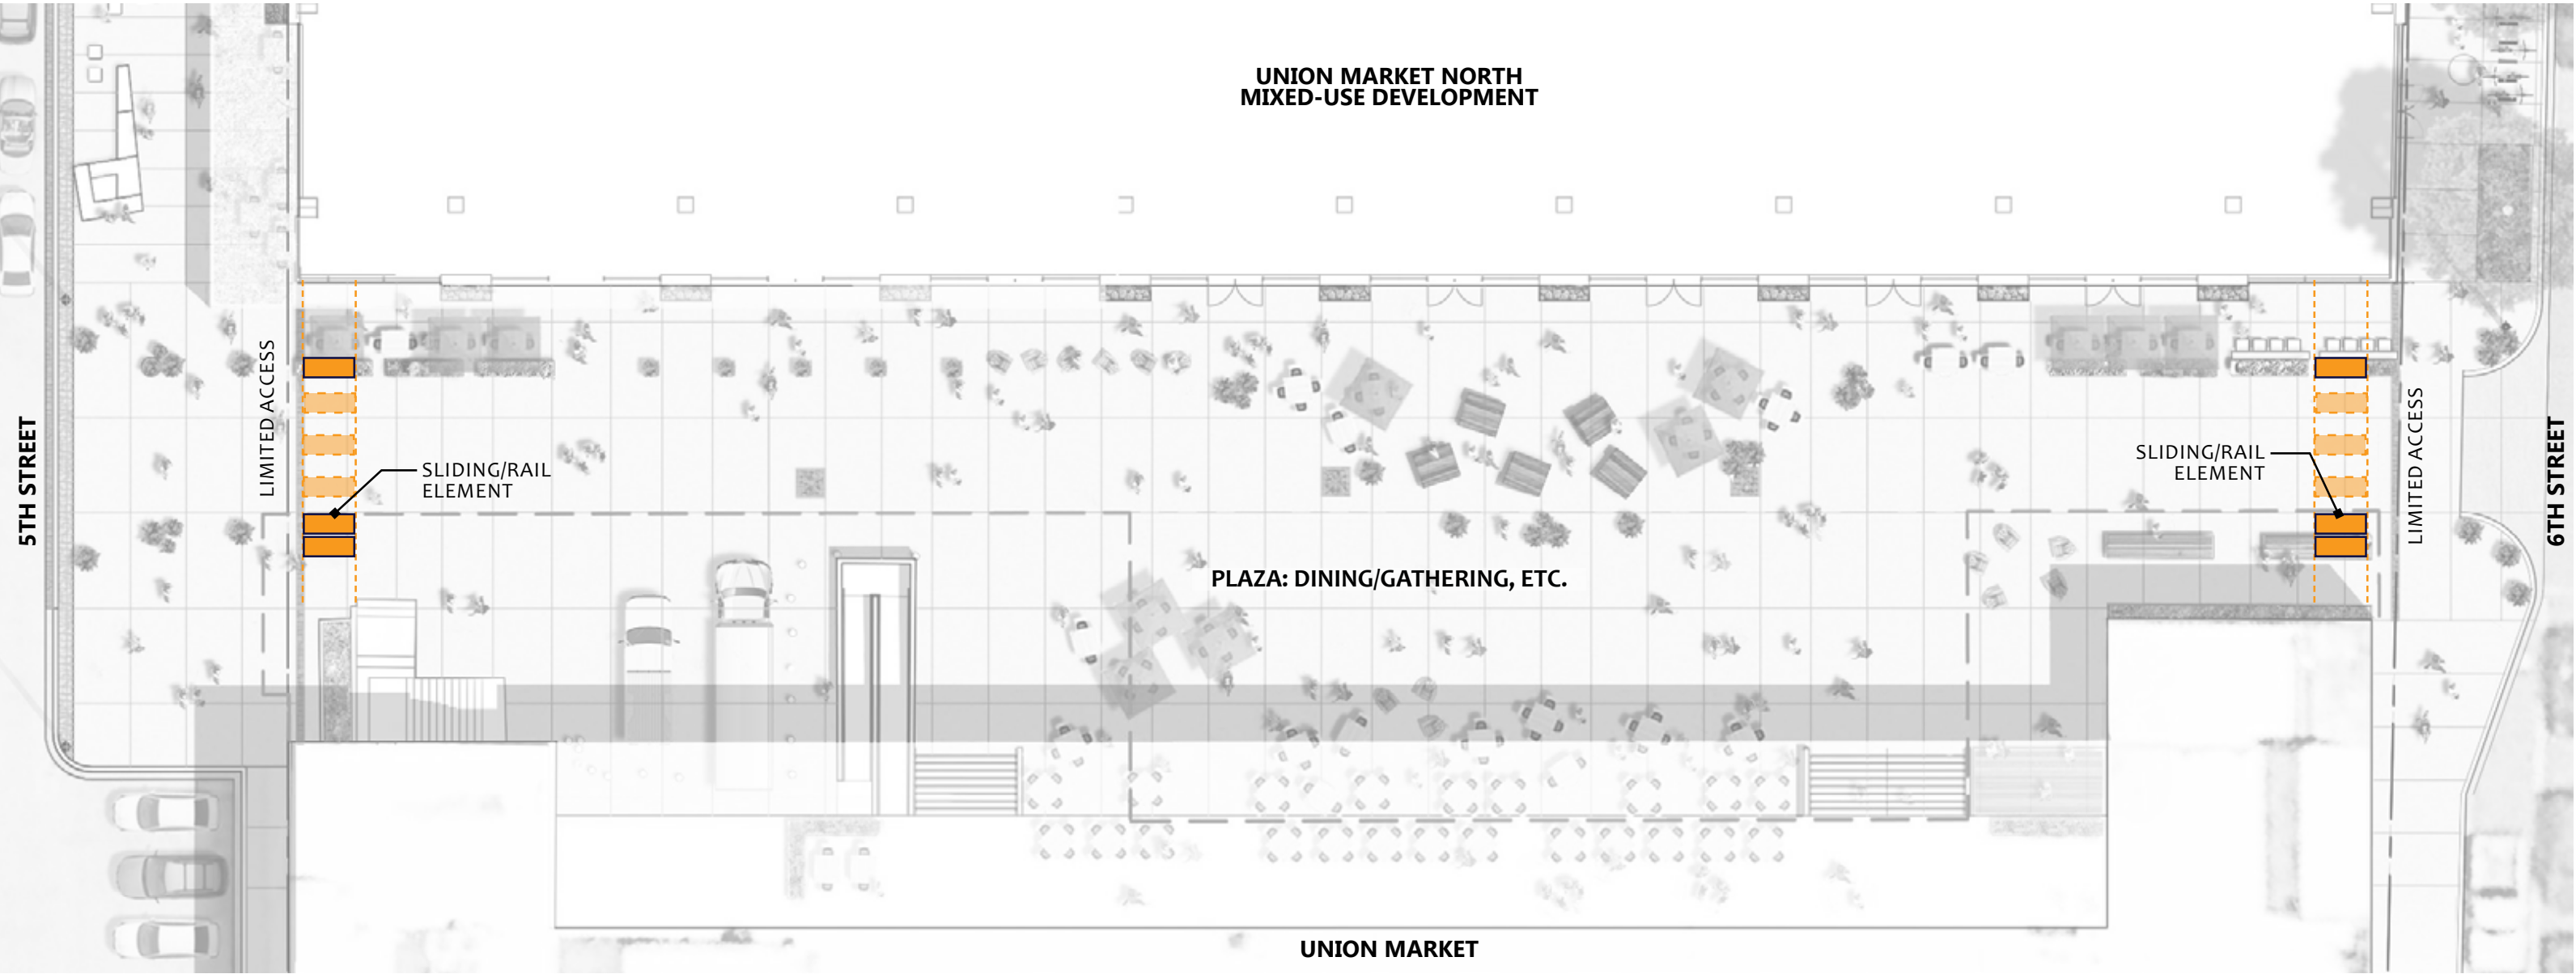 UNION MARKET NORTH
MIXED-USE DEVELOPMENT
5TH STREET
LIMITED ACCESS
SLIDING/RAIL
ELEMENT
PLAZA: DINING/GATHERING, ETC.
SLIDING/RAIL
ELEMENT
LIMITED ACCESS
6TH STREET
UNION MARKET